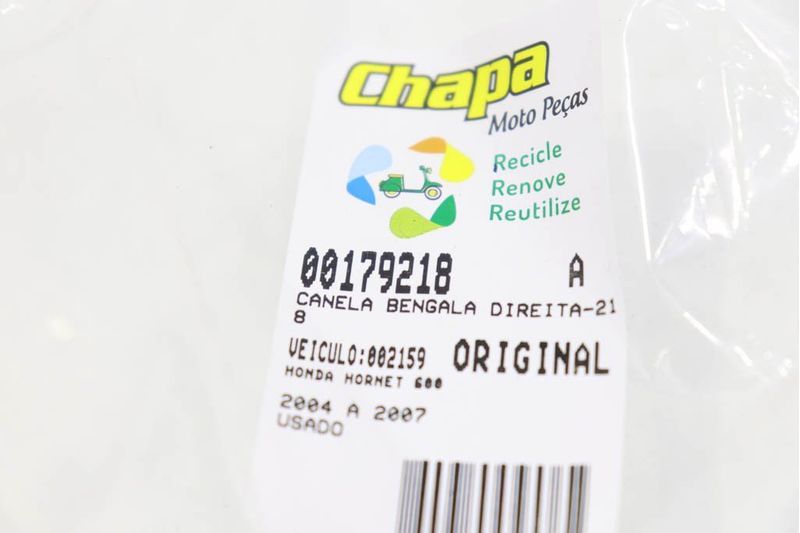 Chapa
Moto Peças
Recicle
Renove
Reutilize
00179218 A
CANELA BENGALA DIREITA-21
8
VEICULO:002159 ORIGINAL
HONDA HORNET 600
2004 A 2007
USADO